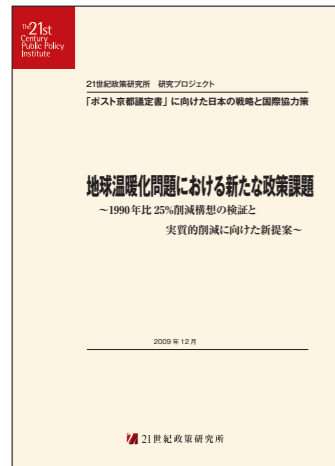 The 21st
Century
Public Policy
Institute
21世紀政策研究所 研究プロジェクト
「ポスト京都議定書」に向けた日本の戦略と国際協力策
地球温暖化問題における新たな政策課題
～1990年比25%削減構想の検証と
実質的削減に向けた新提案～
2009年12月
21世紀政策研究所